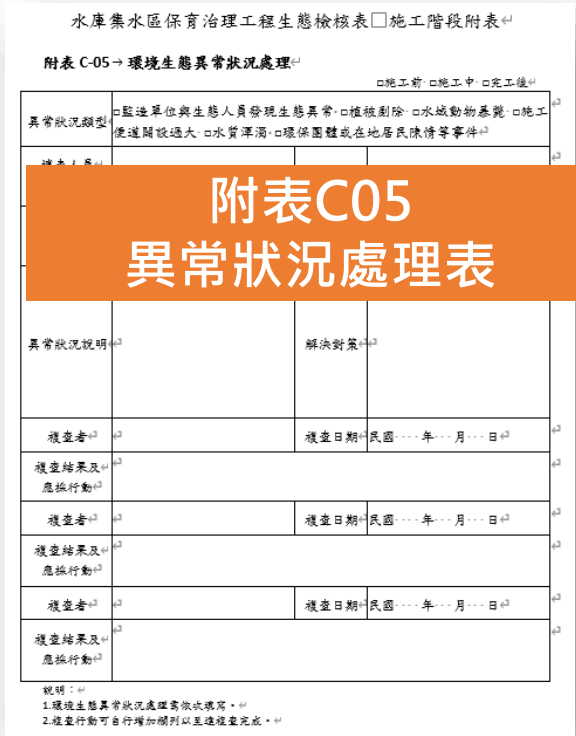 水庫集水區保育治理工程生態檢核表□施工階段附表
附表 C-05→環境生態異常狀況處理
□施工前 □施工中 □完工後
異常狀況類型 □監造單位與生態人員發現生態異常 □植被剷除 □水域動物暴斃 □施工
便道開設過大 □水質渾濁 □環保團體或在地居民陳情等事件
附表C05
異常狀況處理表
異常狀況說明 解決對策
複查者 複查日期 民國 年 月 日
複查結果及
應採行動
複查者 複查日期 民國 年 月 日
複查結果及
應採行動
複查者 複查日期 民國 年 月 日
複查結果及
應採行動
說明：
1.環境生態異常狀況處理需依次填寫。
2.複查行動可自行增加欄列以至達複查完成。